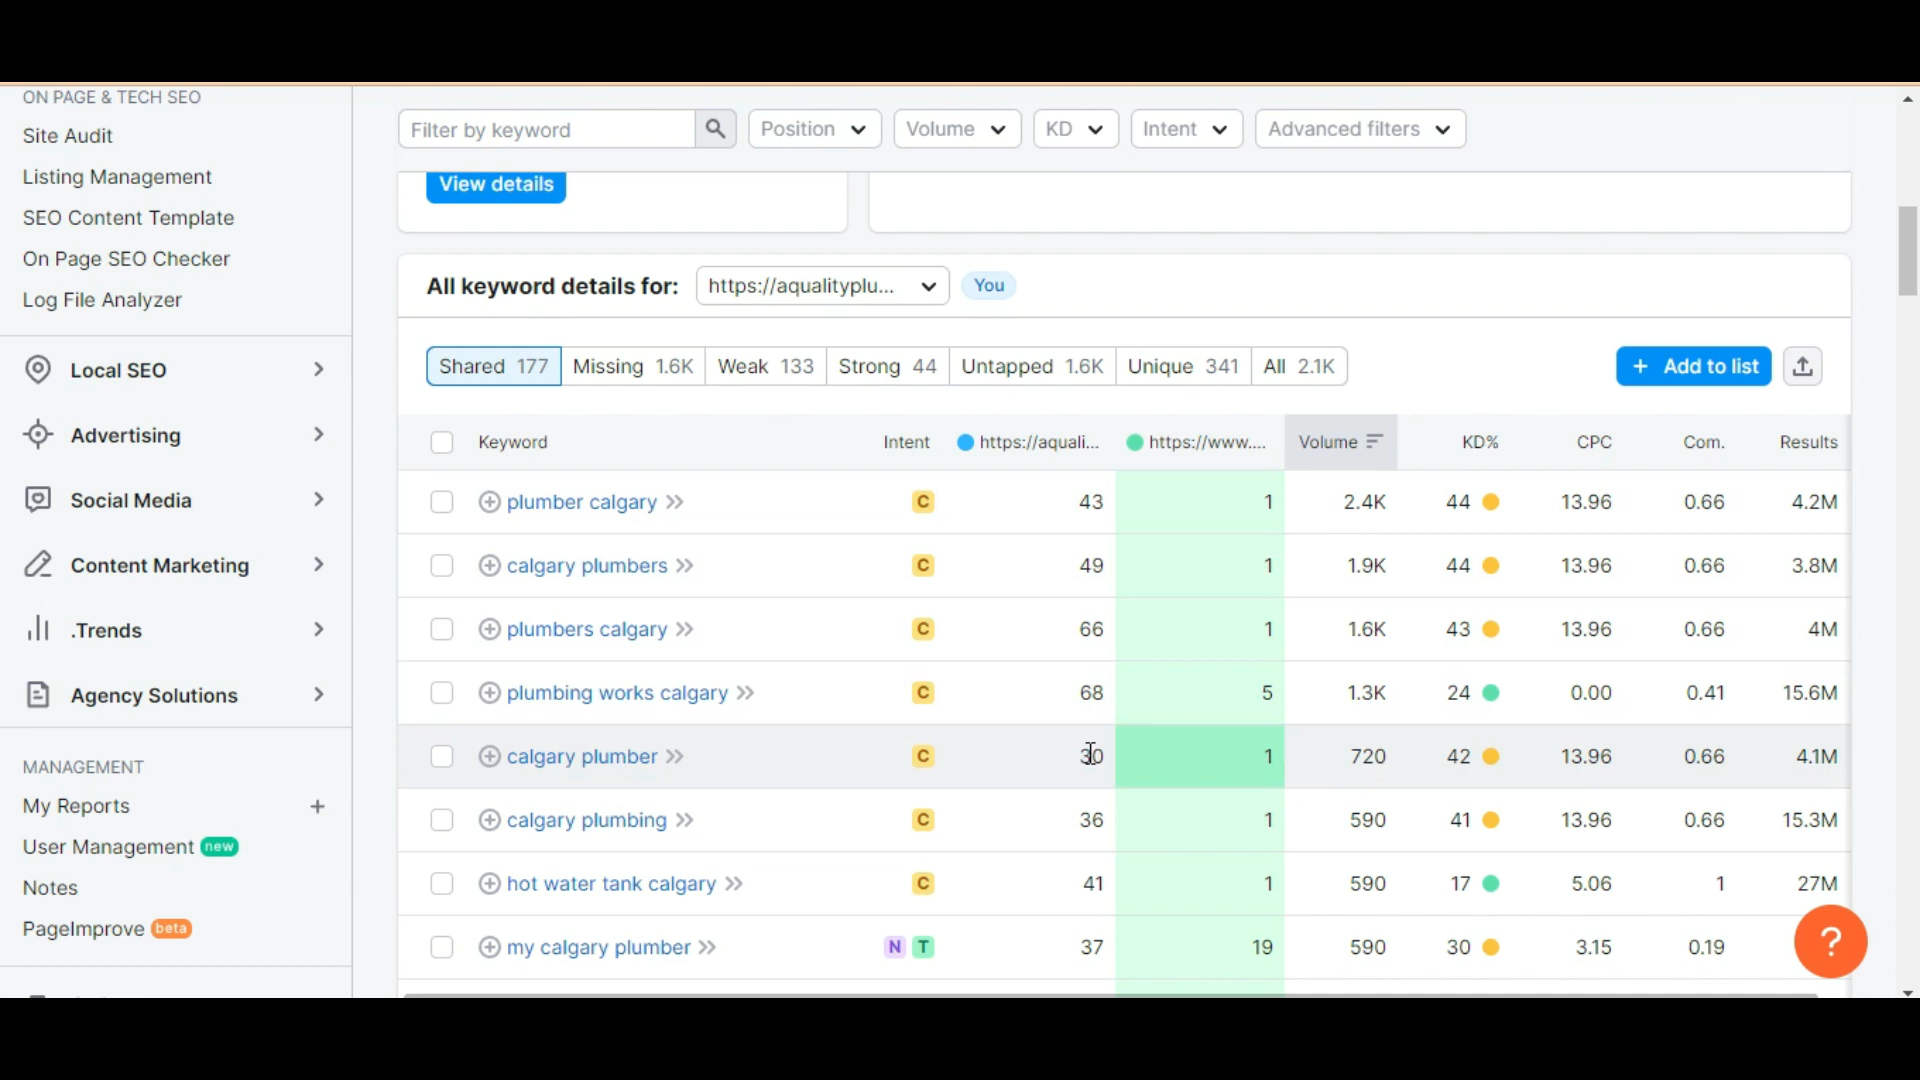 ON PAGE & TECH SEO
Site Audit
Listing Management
SEO Content Template
On Page SEO Checker
Log File Analyzer
Local SEO
Advertising
Social Media
Content Marketing
.Trends
Agency Solutions
MANAGEMENT
My Reports +
User Management new
Notes
PageImprove beta
Filter by keyword Position Volume KD Intent Advanced filters
View details
All keyword details for: https://aqualityplu... You
Shared 177 Missing 1.6K Weak 133 Strong 44 Untapped 1.6K Unique 341 All 2.1K + Add to list
Keyword Intent https://aquali... https://www.... Volume KD% CPC Com. Results
plumber calgary C 43 1 2.4K 44 13.96 0.66 4.2M
calgary plumbers C 49 1 1.9K 44 13.96 0.66 3.8M
plumbers calgary C 66 1 1.6K 43 13.96 0.66 4M
plumbing works calgary C 68 5 1.3K 24 0.00 0.41 15.6M
calgary plumber C 30 1 720 42 13.96 0.66 4.1M
calgary plumbing C 36 1 590 41 13.96 0.66 15.3M
hot water tank calgary C 41 1 590 17 5.06 1 27M
my calgary plumber N T 37 19 590 30 3.15 0.19
?